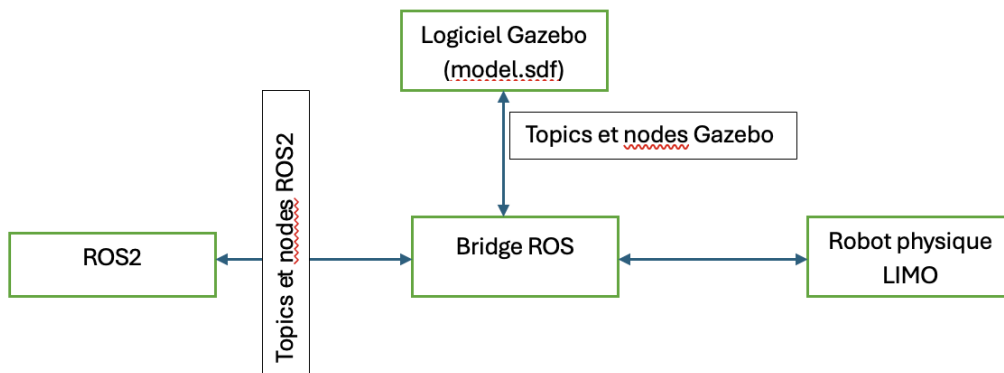 Logiciel Gazebo
(model.sdf)
Topics et nodes Gazebo
Topics et nodes ROS2
ROS2
Bridge ROS
Robot physique
LIMO